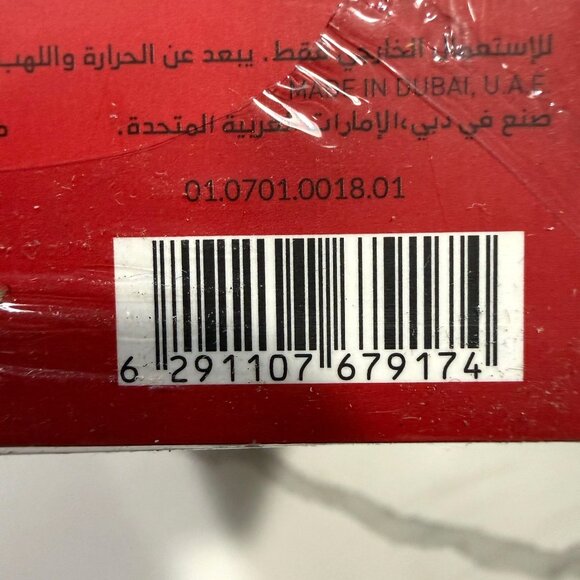 للإستعمال الخارجي فقط. يبعد عن الحرارة واللهب
MADE IN DUBAI, U.A.E.
صنع في دبي،الإمارات العربية المتحدة.
01.0701.0018.01
6 291107 679174